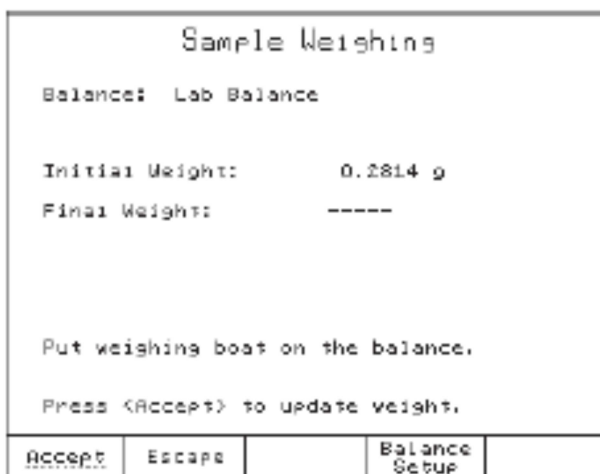 Sample Weighing
Balance: Lab Balance
Initial Weight: 0.2814 g
Final Weight: -----
Put weighing boat on the balance.
Press <Accept> to update weight.
Accept Escape Balance Setup